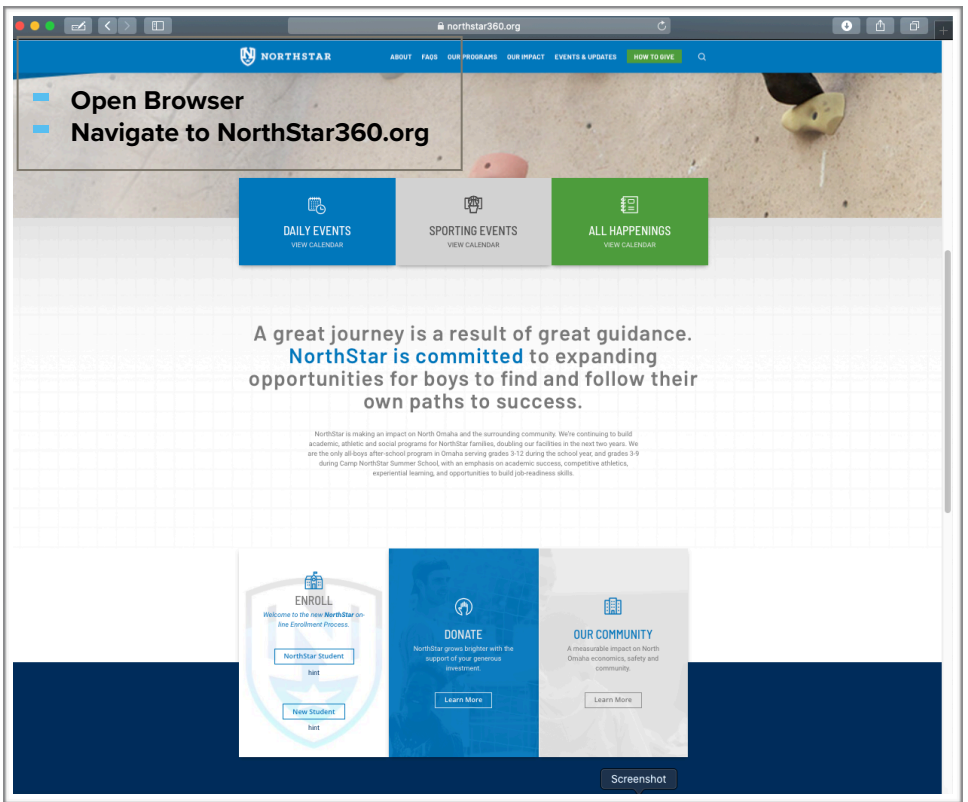 northstar360.org
NORTHSTAR
ABOUT FAQS OUR PROGRAMS OUR IMPACT EVENTS & UPDATES HOW TO GIVE
Open Browser
Navigate to NorthStar360.org
DAILY EVENTS
VIEW CALENDAR
SPORTING EVENTS
VIEW CALENDAR
ALL HAPPENINGS
VIEW CALENDAR
A great journey is a result of great guidance.
NorthStar is committed to expanding
opportunities for boys to find and follow their
own paths to success.
NorthStar is making an impact on North Omaha and the surrounding community. We're continuing to build
academic, athletic and social programs for NorthStar families, doubling our facilities in the next two years. We
are the only all-boys after-school program in Omaha serving grades 3-12 during the school year, and grades 3-9
during Camp NorthStar Summer School, with an emphasis on academic success, competitive athletics,
experiential learning, and opportunities to build job-readiness skills.
ENROLL
Welcome to the new NorthStar on-
line Enrollment Process.
NorthStar Student
hint
New Student
hint
DONATE
NorthStar grows brighter with the
support of your generous
investment.
Learn More
OUR COMMUNITY
A measurable impact on North
Omaha economics, safety and
community.
Learn More
Screenshot